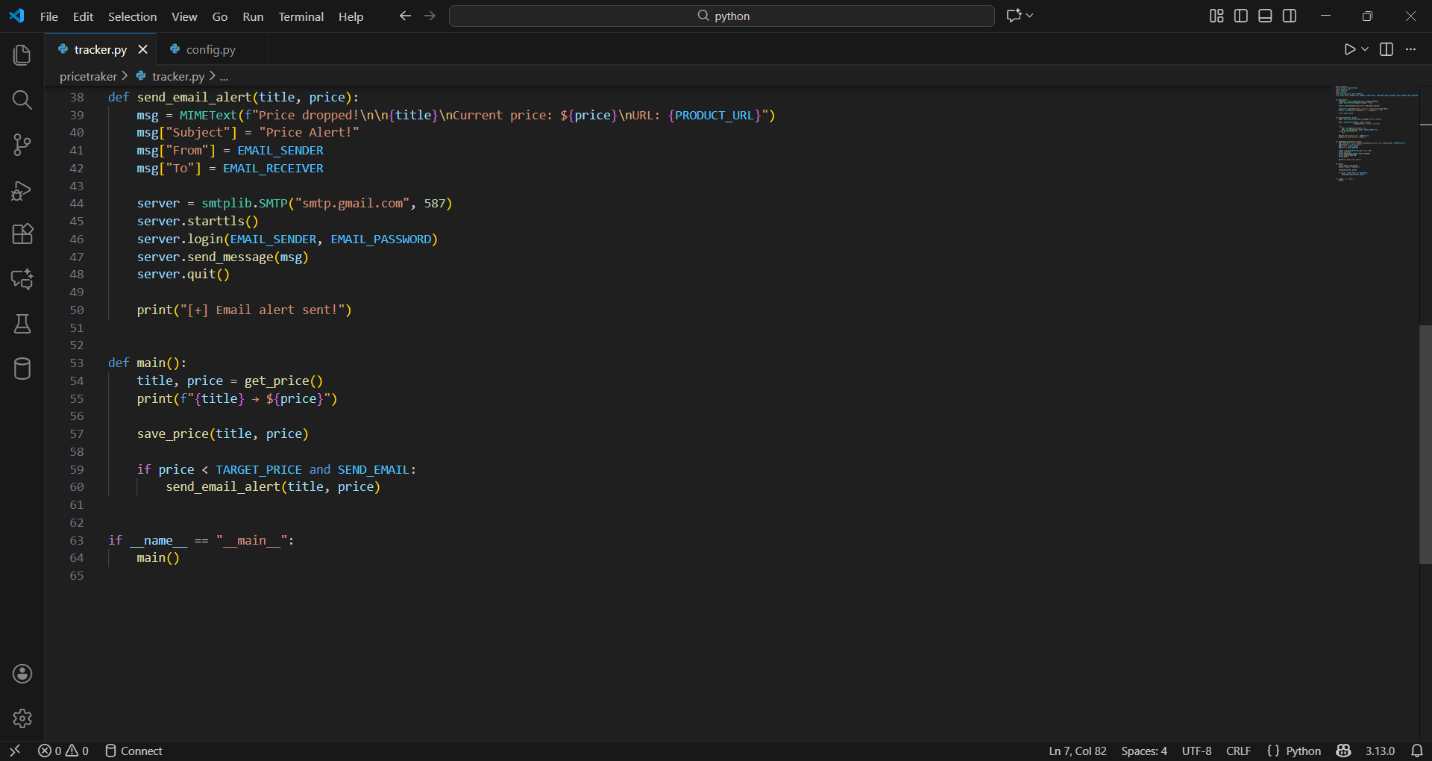 File Edit Selection View Go Run Terminal Help
python
tracker.py
config.py
pricetraker > tracker.py > ...
38 def send_email_alert(title, price):
39 msg = MIMEText(f"Price dropped!\n\n{title}\nCurrent price: ${price}\nURL: {PRODUCT_URL}")
40 msg["Subject"] = "Price Alert!"
41 msg["From"] = EMAIL_SENDER
42 msg["To"] = EMAIL_RECEIVER
43
44 server = smtplib.SMTP("smtp.gmail.com", 587)
45 server.starttls()
46 server.login(EMAIL_SENDER, EMAIL_PASSWORD)
47 server.send_message(msg)
48 server.quit()
49
50 print("[+] Email alert sent!")
51
52
53 def main():
54 title, price = get_price()
55 print(f"{title} → ${price}")
56
57 save_price(title, price)
58
59 if price < TARGET_PRICE and SEND_EMAIL:
60 send_email_alert(title, price)
61
62
63 if __name__ == "__main__":
64 main()
65
0 0 Connect
Ln 7, Col 82 Spaces: 4 UTF-8 CRLF {} Python 3.13.0